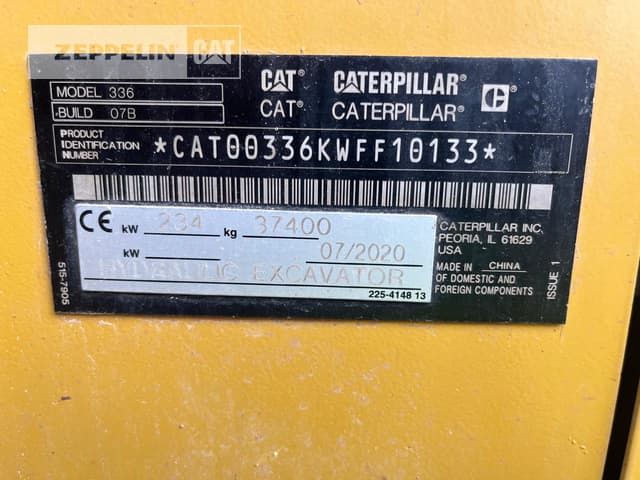 ZEPPELIN CAT
MODEL 336
BUILD 07B
CAT CATERPILLAR
CAT® CATERPILLAR® C
PRODUCT IDENTIFICATION NUMBER *CAT00336KWFF10133*
CE kW 234 kg 37400
kW 07/2020
HYDRAULIC EXCAVATOR
225-4148 13
CATERPILLAR INC.
PEORIA, IL 61629
USA
MADE IN CHINA
OF DOMESTIC AND
FOREIGN COMPONENTS
515-7905
ISSUE 1